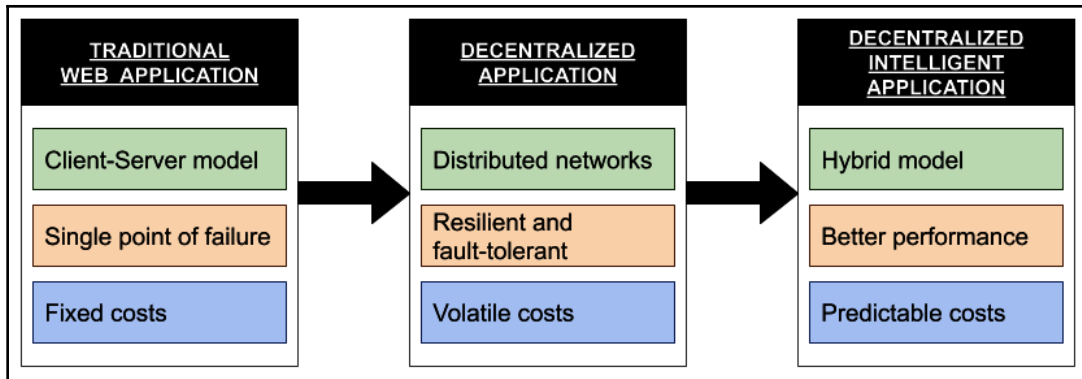 TRADITIONAL
WEB APPLICATION
Client-Server model
Single point of failure
Fixed costs
DECENTRALIZED
APPLICATION
Distributed networks
Resilient and
fault-tolerant
Volatile costs
DECENTRALIZED
INTELLIGENT
APPLICATION
Hybrid model
Better performance
Predictable costs